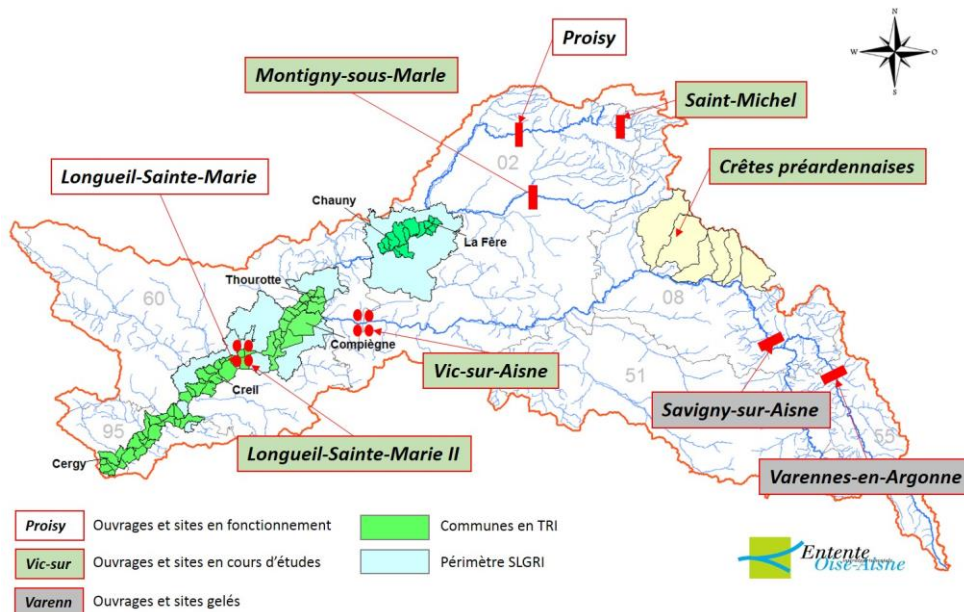 N
W
O
S
Proisy
Montigny-sous-Marle
Saint-Michel
02
Crêtes préardennaises
Longueil-Sainte-Marie
Chauny
La Fère
Thourotte
60
08
Compiègne
Vic-sur-Aisne
51
Creil
Savigny-sur-Aisne
95
55
Cergy
Longueil-Sainte-Marie II
Varennes-en-Argonne
Proisy Ouvrages et sites en fonctionnement
Communes en TRI
Vic-sur Ouvrages et sites en cours d'études
Périmètre SLGRI
Varenn Ouvrages et sites gelés
Entente
Oise-Aisne